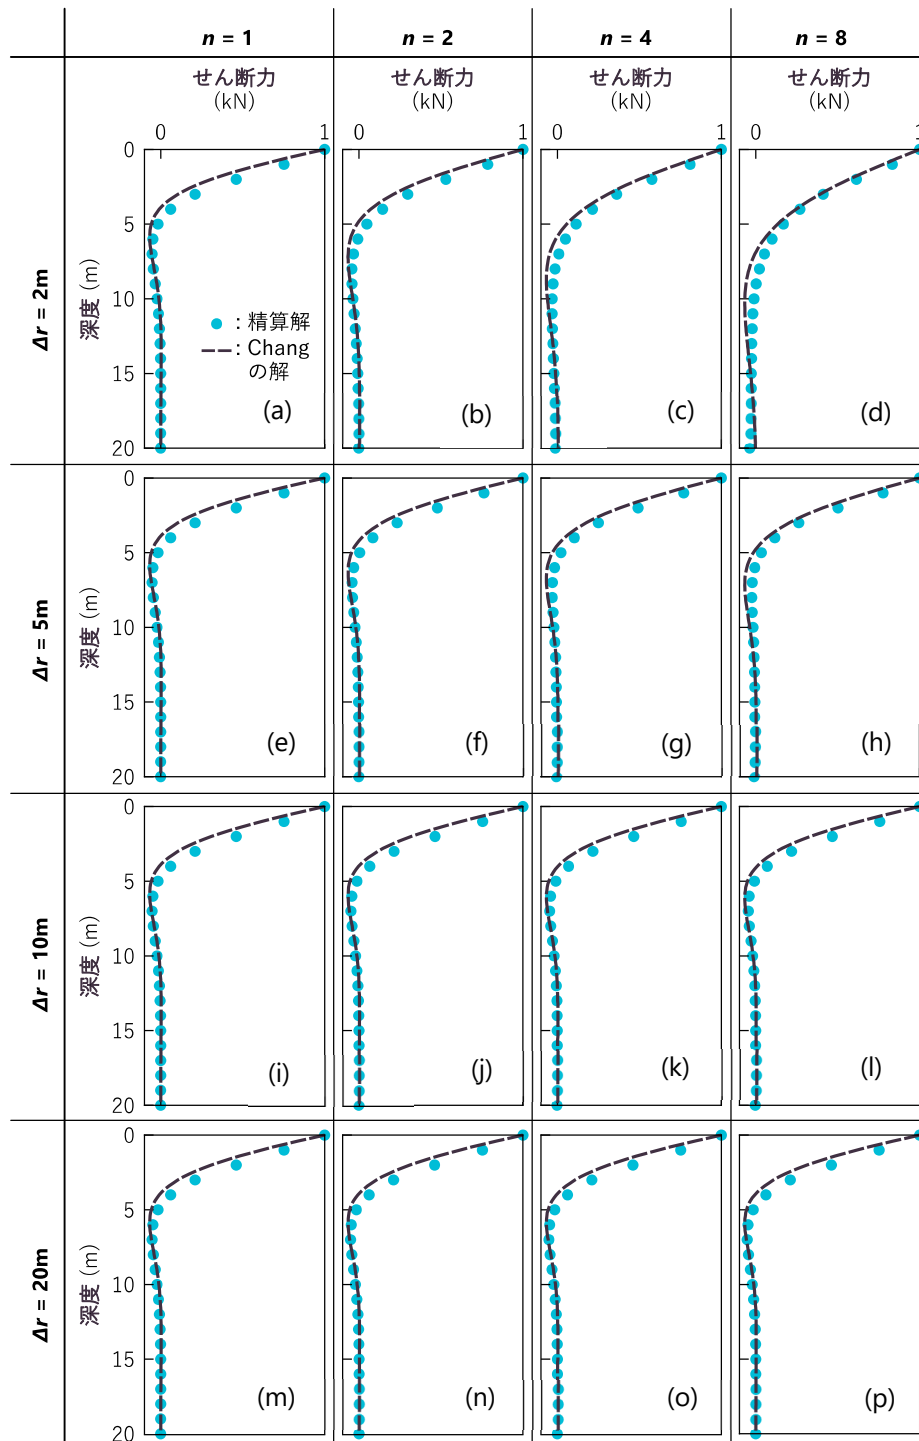 n = 1
n = 2
n = 4
n = 8
せん断力
(kN)
せん断力
(kN)
せん断力
(kN)
せん断力
(kN)
0 1
0 1
0 1
0 1
Δr = 2m
深度 (m)
0
5
10
15
20
: 精算解
: Chang
の解
(a)
(b)
(c)
(d)
Δr = 5m
深度 (m)
0
5
10
15
20
(e)
(f)
(g)
(h)
Δr = 10m
深度 (m)
0
5
10
15
20
(i)
(j)
(k)
(l)
Δr = 20m
深度 (m)
0
5
10
15
20
(m)
(n)
(o)
(p)